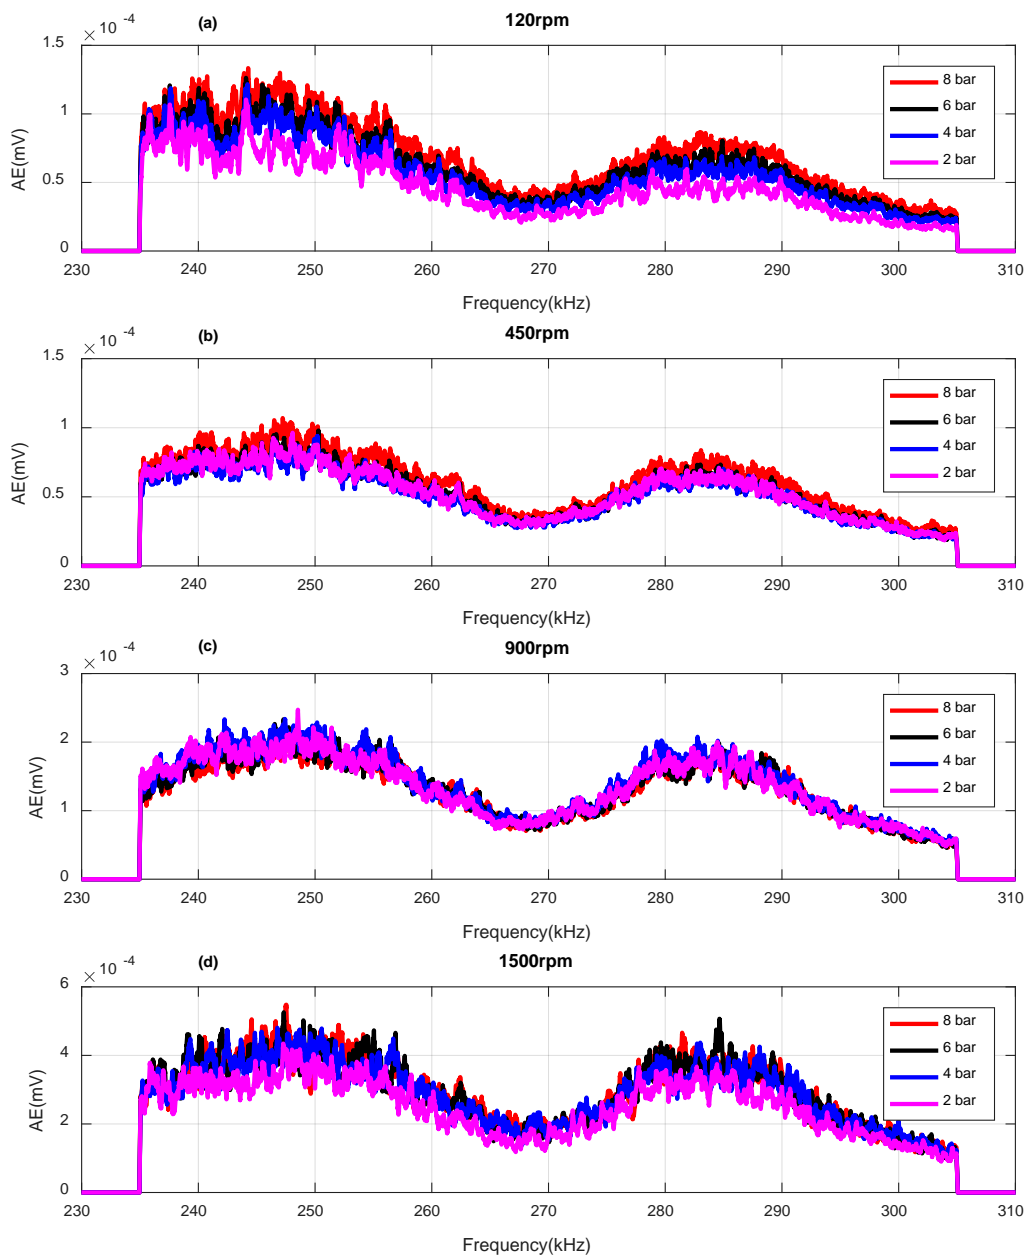 (a) 120rpm
× 10 -4
1.5
1
0.5
0
AE(mV)
8 bar
6 bar
4 bar
2 bar
230 240 250 260 270 280 290 300 310
Frequency(kHz)
(b) 450rpm
× 10 -4
1.5
1
0.5
0
AE(mV)
8 bar
6 bar
4 bar
2 bar
230 240 250 260 270 280 290 300 310
Frequency(kHz)
(c) 900rpm
× 10 -4
3
2
1
0
AE(mV)
8 bar
6 bar
4 bar
2 bar
230 240 250 260 270 280 290 300 310
Frequency(kHz)
(d) 1500rpm
× 10 -4
6
4
2
0
AE(mV)
8 bar
6 bar
4 bar
2 bar
230 240 250 260 270 280 290 300 310
Frequency(kHz)